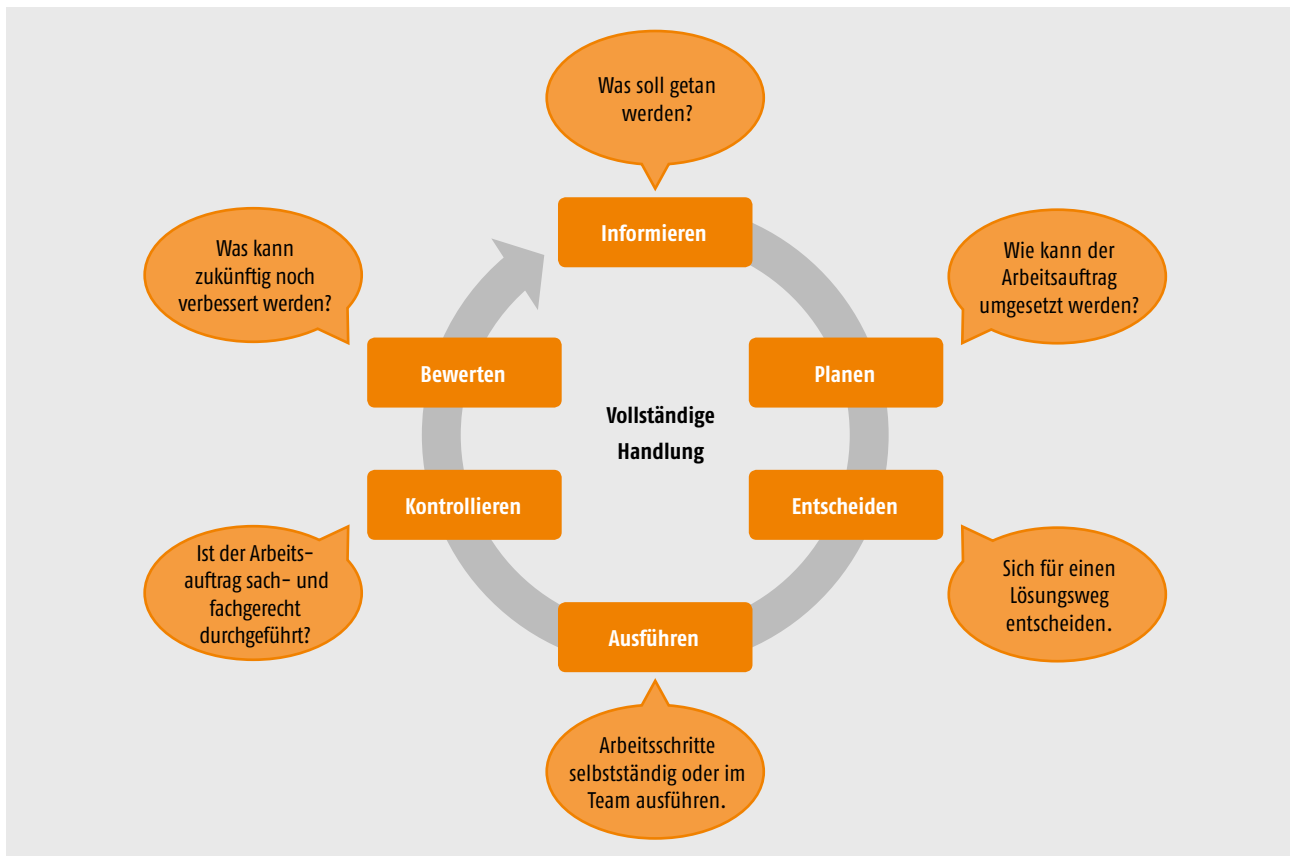 Was soll getan
werden?
Informieren
Wie kann der
Arbeitsauftrag
umgesetzt werden?
Planen
Entscheiden
Sich für einen
Lösungsweg
entscheiden.
Ausführen
Arbeitsschritte
selbstständig oder im
Team ausführen.
Kontrollieren
Ist der Arbeits-
auftrag sach- und
fachgerecht
durchgeführt?
Bewerten
Was kann
zukünftig noch
verbessert werden?
Vollständige
Handlung